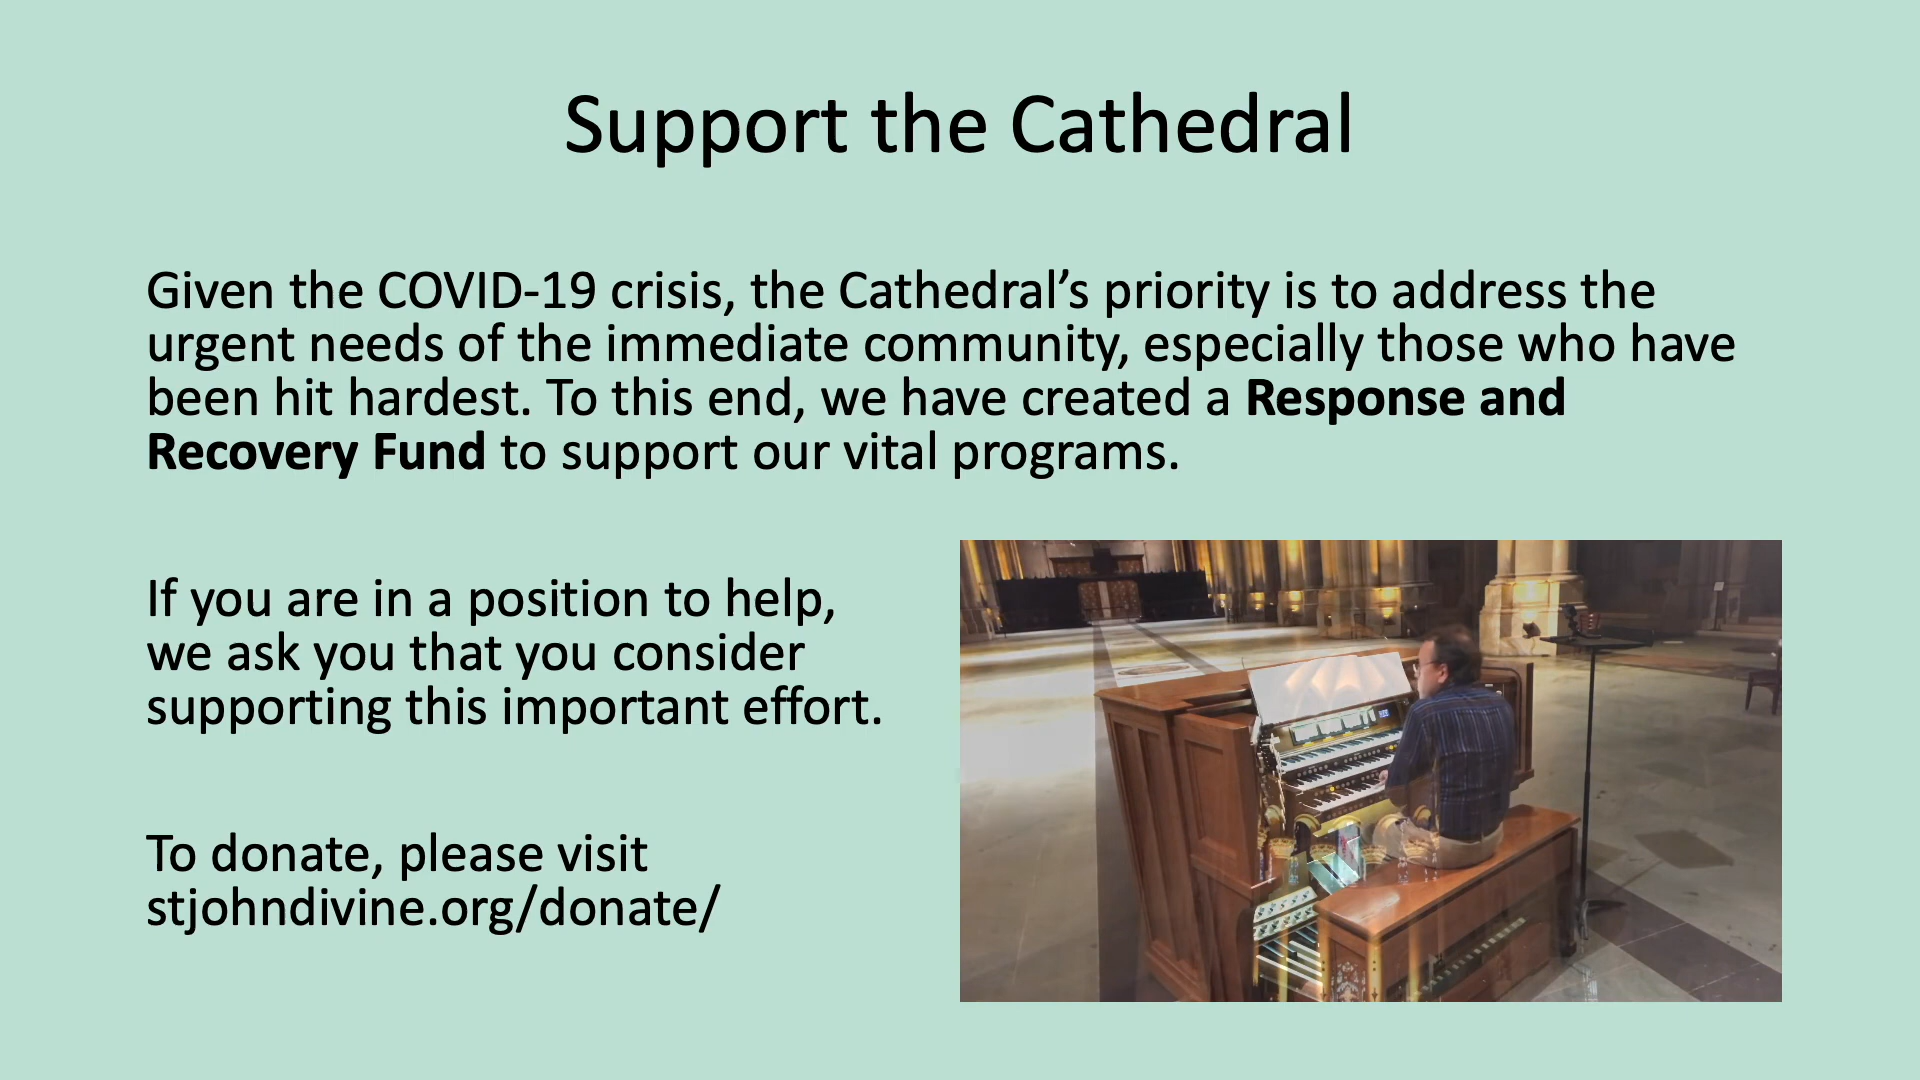 Support the Cathedral
Given the COVID-19 crisis, the Cathedral’s priority is to address the
urgent needs of the immediate community, especially those who have
been hit hardest. To this end, we have created a Response and
Recovery Fund to support our vital programs.
If you are in a position to help,
we ask you that you consider
supporting this important effort.
To donate, please visit
stjohndivine.org/donate/